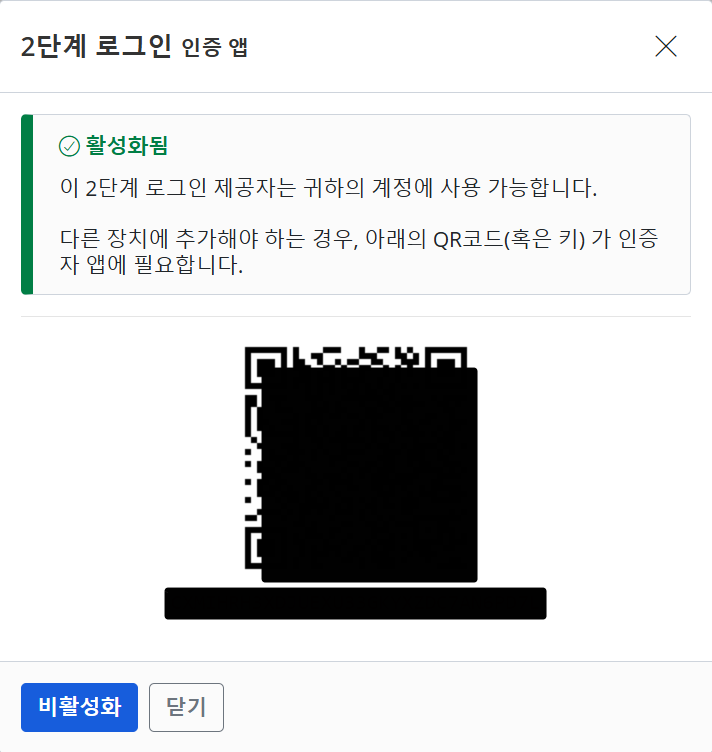 2단계 로그인 인증 앱
활성화됨
이 2단계 로그인 제공자는 귀하의 계정에 사용 가능합니다.
다른 장치에 추가해야 하는 경우, 아래의 QR코드(혹은 키) 가 인증
자 앱에 필요합니다.
비활성화
닫기